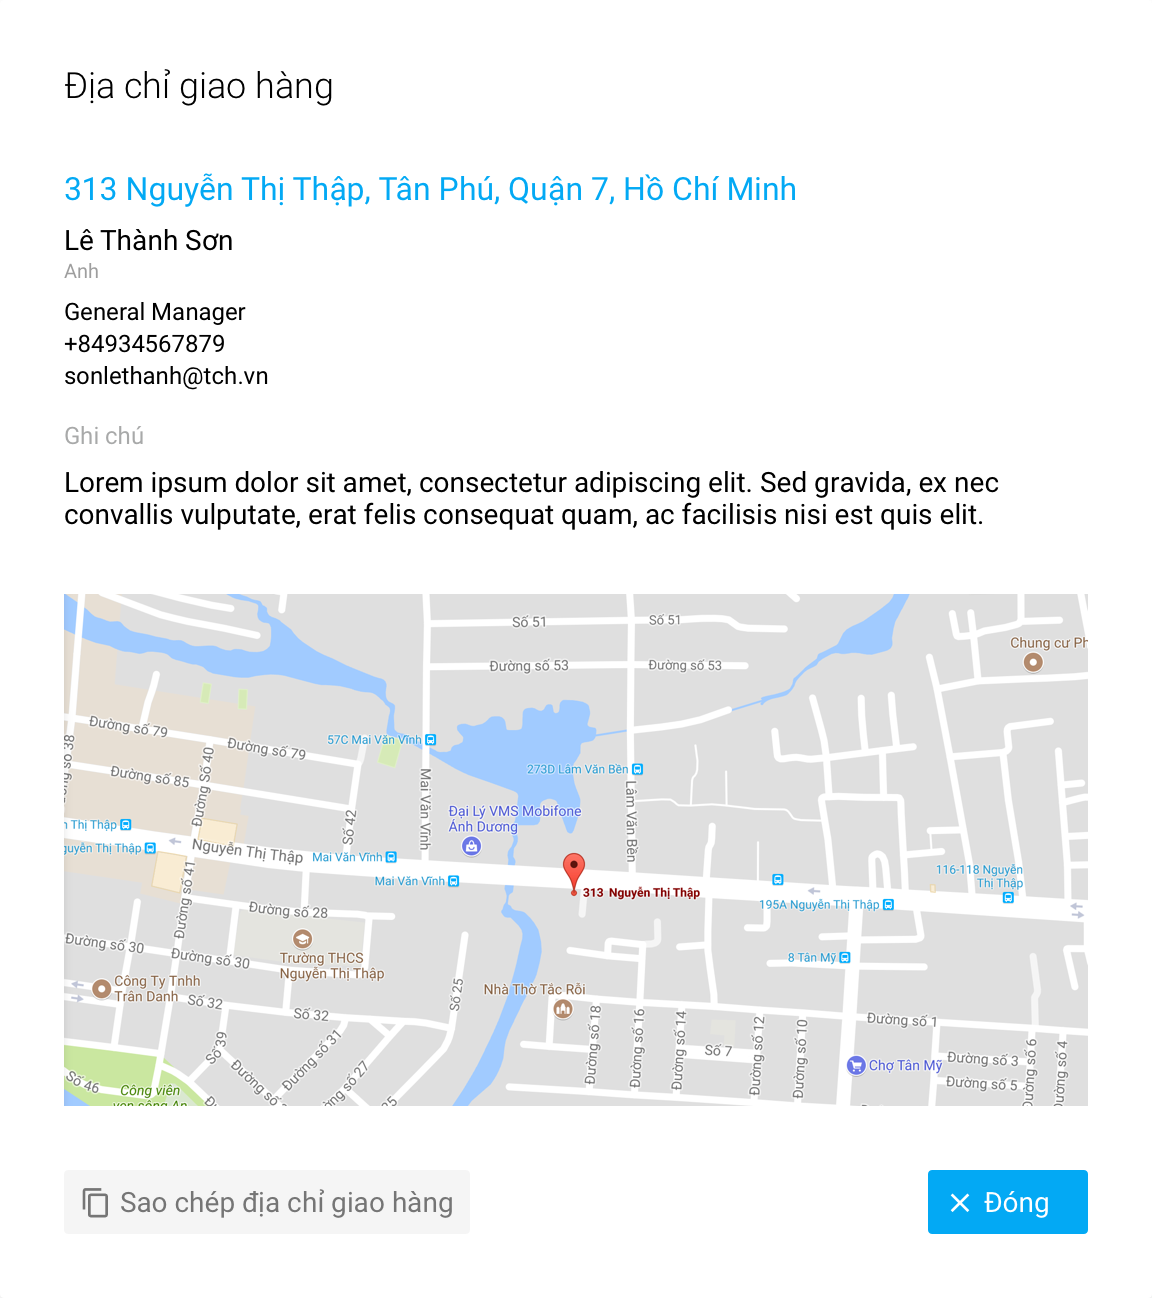 Địa chỉ giao hàng
313 Nguyễn Thị Thập, Tân Phú, Quận 7, Hồ Chí Minh
Lê Thành Sơn
Anh
General Manager
+84934567879
sonlethanh@tch.vn
Ghi chú
Lorem ipsum dolor sit amet, consectetur adipiscing elit. Sed gravida, ex nec
convallis vulputate, erat felis consequat quam, ac facilisis nisi est quis elit.
Số 51
Số 51
Chung cư Ph
Đường số 53
Đường số 53
Đường số 79
57C Mai Văn Vĩnh
Đường số 79
38
Đường Số 40
Đường số 85
273D Lâm Văn Bền
Mai Văn Vĩnh
Lâm Văn Bền
Đại Lý VMS Mobifone
Ánh Dương
Số 42
Thị Thập
guyễn Thị Thập
Nguyễn Thị Thập
Mai Văn Vĩnh
Mai Văn Vĩnh
313 Nguyễn Thị Thập
116-118 Nguyễn
Thị Thập
195A Nguyễn Thị Thập
Đường số 41
Đường số 28
Đường số 30
Đường số 30
Trường THCS
Nguyễn Thị Thập
8 Tân Mỹ
Công Ty Tnhh
Trân Danh
Số 32
Số 32
Số 25
Nhà Thờ Tắc Rỗi
Đường số 18
Đường số 16
Đường số 14
Đường số 12
Đường số 10
Đường số 1
Số 39
Đường số 31
Số 7
Chợ Tân Mỹ
Đường số 3
Đường số 5
Đường số 6
Đường số 4
Số 46
Công viên
ven sông An
Đường số
ờng số 27
Sao chép địa chỉ giao hàng
Đóng